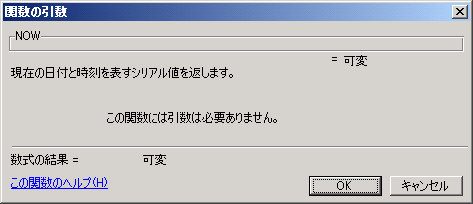 関数の引数
NOW
= 可変
現在の日付と時刻を表すシリアル値を返します。
この関数には引数は必要ありません。
数式の結果 = 可変
この関数のヘルプ(H)
OK キャンセル